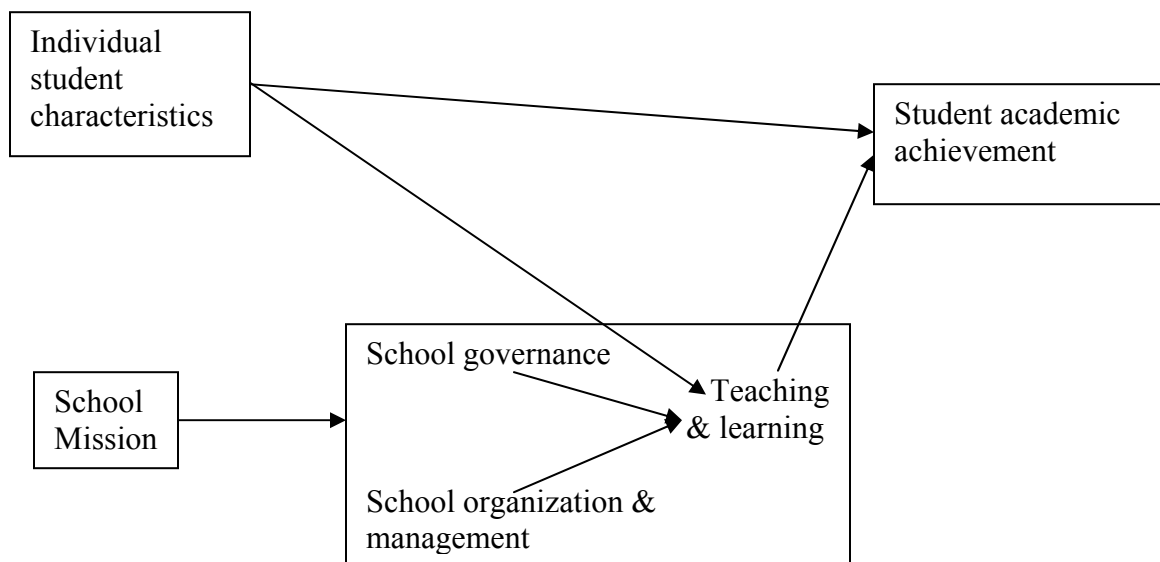 Individual
student
characteristics
Student academic
achievement
School governance
Teaching
& learning
School
Mission
School organization &
management